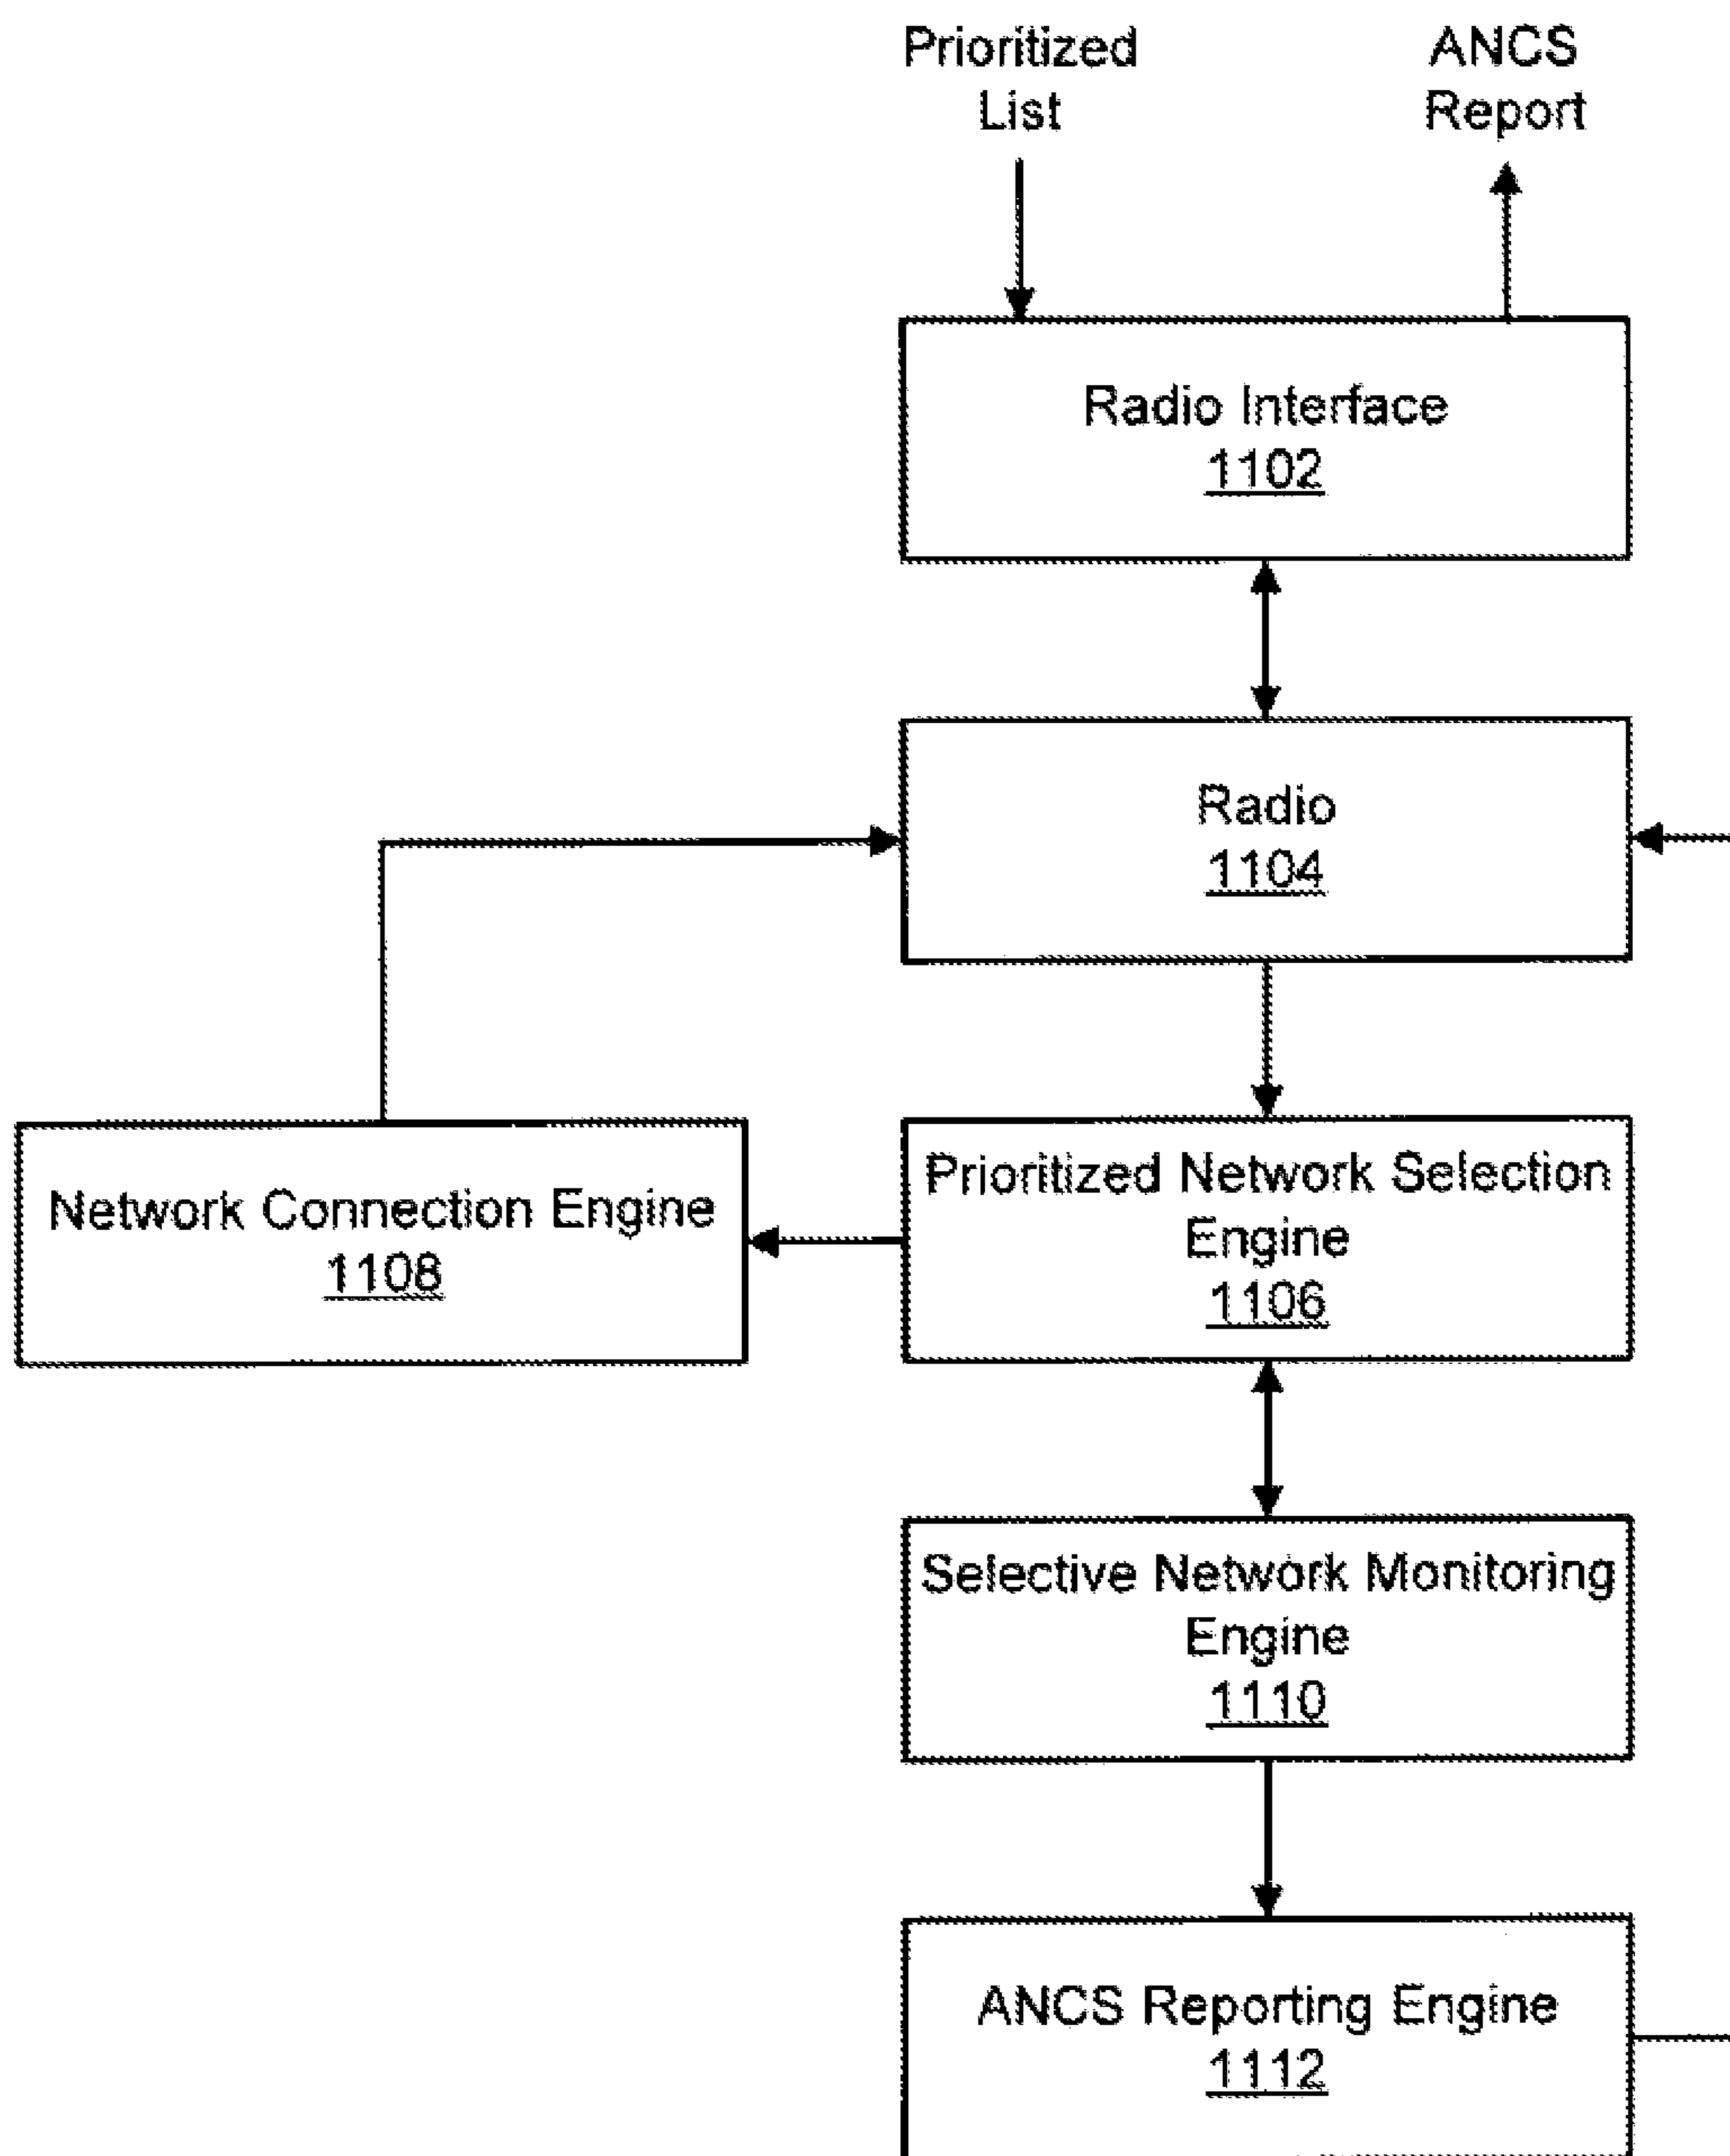 Prioritized
List
ANCS
Report
Radio Interface
1102
Radio
1104
Network Connection Engine
1108
Prioritized Network Selection
Engine
1106
Selective Network Monitoring
Engine
1110
ANCS Reporting Engine
1112